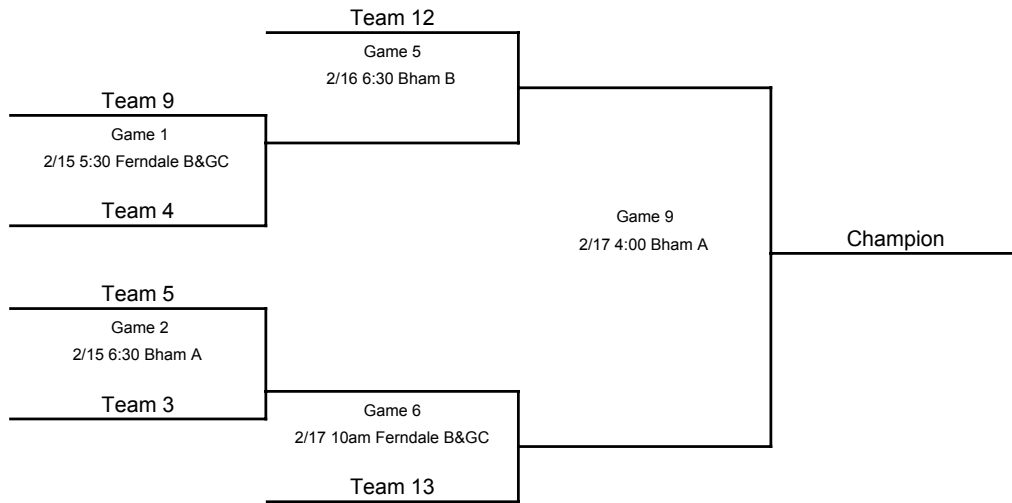 Team 12
Game 5
2/16 6:30 Bham B
Team 9
Game 1
2/15 5:30 Ferndale B&GC
Team 4
Game 9
2/17 4:00 Bham A
Champion
Team 5
Game 2
2/15 6:30 Bham A
Team 3
Game 6
2/17 10am Ferndale B&GC
Team 13